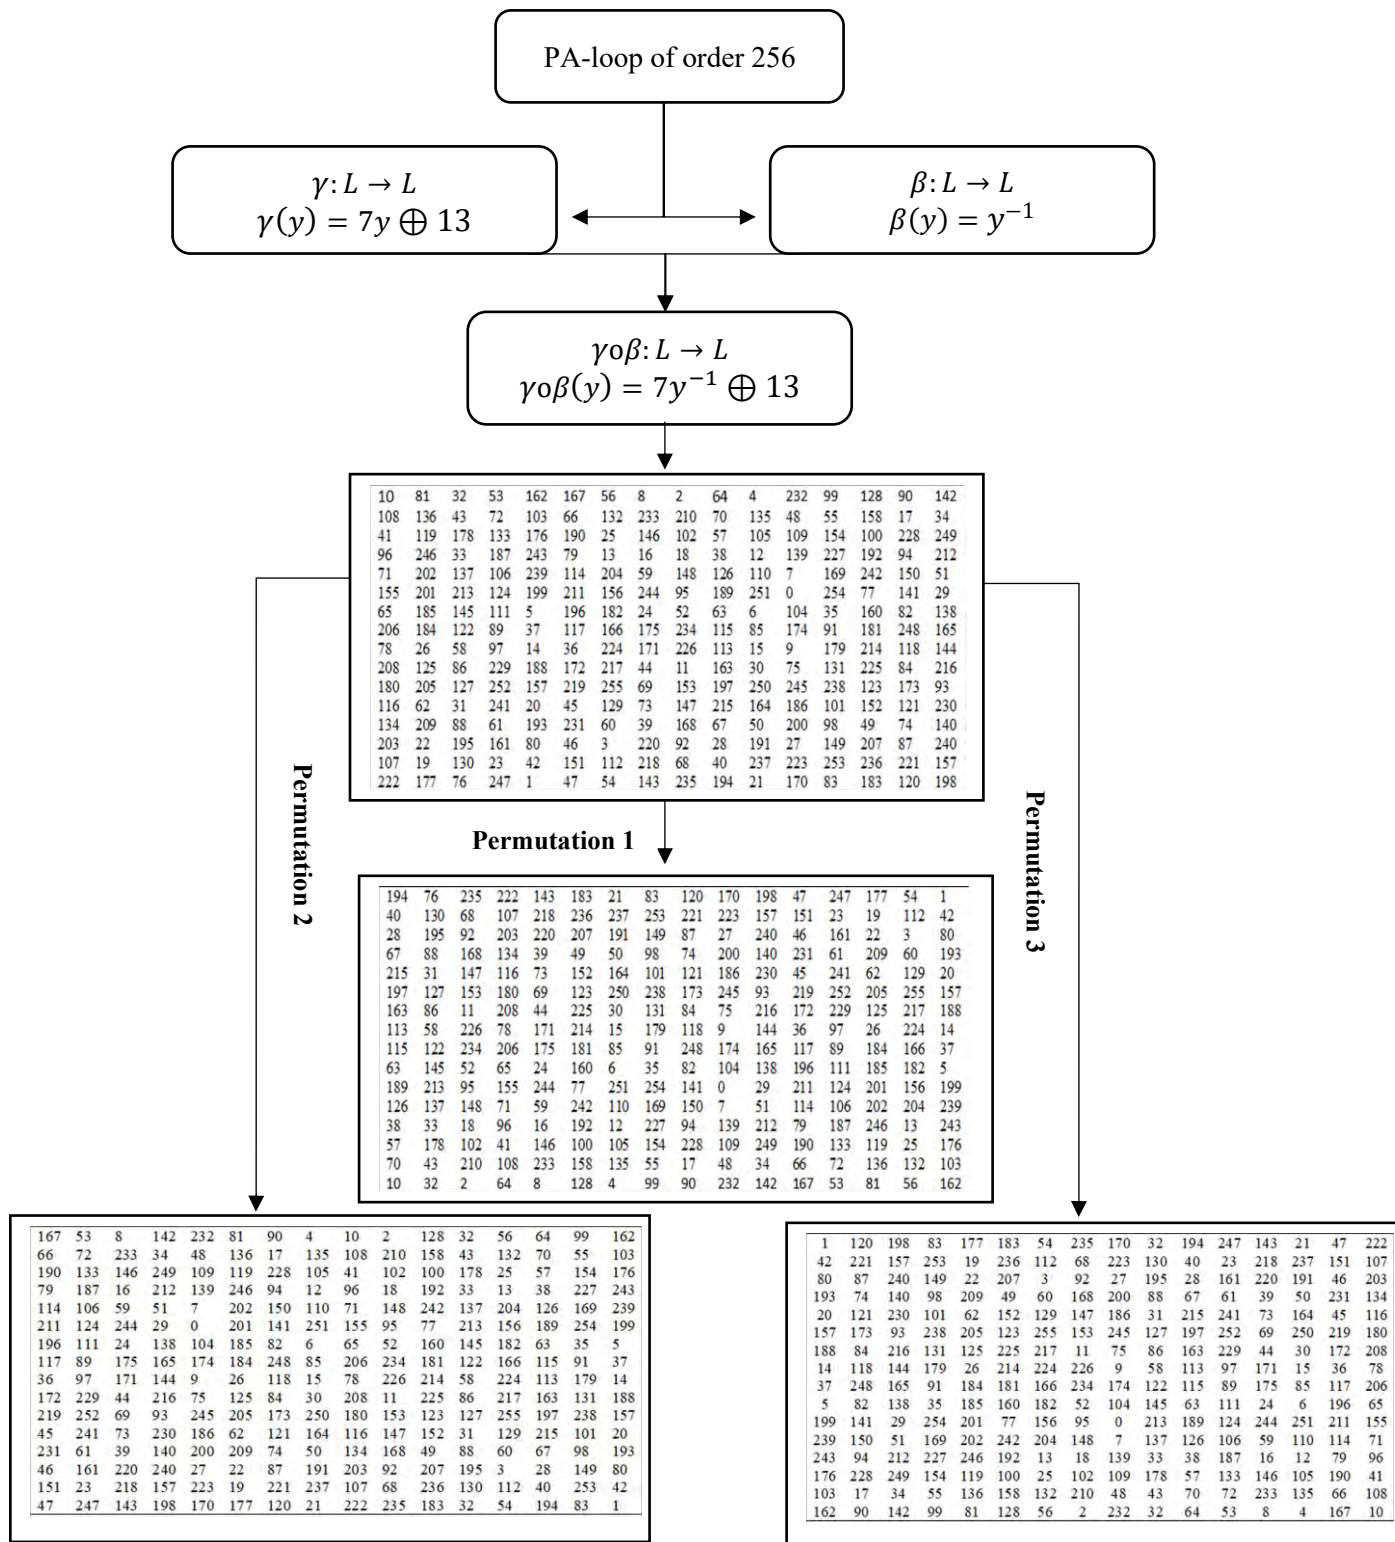 PA-loop of order 256
γ: L → L
γ(y) = 7y ⊕ 13
β: L → L
β(y) = y⁻¹
γoβ: L → L
γoβ(y) = 7y⁻¹ ⊕ 13
10 81 32 53 162 167 56 8 2 64 4 232 99 128 90 142
108 136 43 72 103 66 132 233 210 70 135 48 55 158 17 34
41 119 178 133 176 190 25 146 102 57 105 109 154 100 228 249
96 246 33 187 243 79 13 16 18 38 12 139 227 192 94 212
71 202 137 106 239 114 204 59 148 126 110 7 169 242 150 51
155 201 213 124 199 211 156 244 95 189 251 0 254 77 141 29
65 185 145 111 5 196 182 24 52 63 6 104 35 160 82 138
206 184 122 89 37 117 166 175 234 115 85 174 91 181 248 165
78 26 58 97 14 36 224 171 226 113 15 9 179 214 118 144
208 125 86 229 188 172 217 44 11 163 30 75 131 225 84 216
180 205 127 252 157 219 255 69 153 197 250 245 238 123 173 93
116 62 31 241 20 45 129 73 147 215 164 186 101 152 121 230
134 209 88 61 193 231 60 39 168 67 50 200 98 49 74 140
203 22 195 161 80 46 3 220 92 28 191 27 149 207 87 240
107 19 130 23 42 151 112 218 68 40 237 223 253 236 221 157
222 177 76 247 1 47 54 143 235 194 21 170 83 183 120 198
Permutation 2
Permutation 1
Permutation 3
194 76 235 222 143 183 21 83 120 170 198 47 247 177 54 1
40 130 68 107 218 236 237 253 221 223 157 151 23 19 112 42
28 195 92 203 220 207 191 149 87 27 240 46 161 22 3 80
67 88 168 134 39 49 50 98 74 200 140 231 61 209 60 193
215 31 147 116 73 152 164 101 121 186 230 45 241 62 129 20
197 127 153 180 69 123 250 238 173 245 93 219 252 205 255 157
163 86 11 208 44 225 30 131 84 75 216 172 229 125 217 188
113 58 226 78 171 214 15 179 118 9 144 36 97 26 224 14
115 122 234 206 175 181 85 91 248 174 165 117 89 184 166 37
63 145 52 65 24 160 6 35 82 104 138 196 111 185 182 5
189 213 95 155 244 77 251 254 141 0 29 211 124 201 156 199
126 137 148 71 59 242 110 169 150 7 51 114 106 202 204 239
38 33 18 96 16 192 12 227 94 139 212 79 187 246 13 243
57 178 102 41 146 100 105 154 228 109 249 190 133 119 25 176
70 43 210 108 233 158 135 55 17 48 34 66 72 136 132 103
10 32 2 64 8 128 4 99 90 232 142 167 53 81 56 162
167 53 8 142 232 81 90 4 10 2 128 32 56 64 99 162
66 72 233 34 48 136 17 135 108 210 158 43 132 70 55 103
190 133 146 249 109 119 228 105 41 102 100 178 25 57 154 176
79 187 16 212 139 246 94 12 96 18 192 33 13 38 227 243
114 106 59 51 7 202 150 110 71 148 242 137 204 126 169 239
211 124 244 29 0 201 141 251 155 95 77 213 156 189 254 199
196 111 24 138 104 185 82 6 65 52 160 145 182 63 35 5
117 89 175 165 174 184 248 85 206 234 181 122 166 115 91 37
36 97 171 144 9 26 118 15 78 226 214 58 224 113 179 14
172 229 44 216 75 125 84 30 208 11 225 86 217 163 131 188
219 252 69 93 245 205 173 250 180 153 123 127 255 197 238 157
45 241 73 230 186 62 121 164 116 147 152 31 129 215 101 20
231 61 39 140 200 209 74 50 134 168 49 88 60 67 98 193
46 161 220 240 27 22 87 191 203 92 207 195 3 28 149 80
151 23 218 157 223 19 221 237 107 68 236 130 112 40 253 42
47 247 143 198 170 177 120 21 222 235 183 32 54 194 83 1
1 120 198 83 177 183 54 235 170 32 194 247 143 21 47 222
42 221 157 253 19 236 112 68 223 130 40 23 218 237 151 107
80 87 240 149 22 207 3 92 27 195 28 161 220 191 46 203
193 74 140 98 209 49 60 168 200 88 67 61 39 50 231 134
20 121 230 101 62 152 129 147 186 31 215 241 73 164 45 116
157 173 93 238 205 123 255 153 245 127 197 252 69 250 219 180
188 84 216 131 125 225 217 11 75 86 163 229 44 30 172 208
14 118 144 179 26 214 224 226 9 58 113 97 171 15 36 78
37 248 165 91 184 181 166 234 174 122 115 89 175 85 117 206
5 82 138 35 185 160 182 52 104 145 63 111 24 6 196 65
199 141 29 254 201 77 156 95 0 213 189 124 244 251 211 155
239 150 51 169 202 242 204 148 7 137 126 106 59 110 114 71
243 94 212 227 246 192 13 18 139 33 38 187 16 12 79 96
176 228 249 154 119 100 25 102 109 178 57 133 146 105 190 41
103 17 34 55 136 158 132 210 48 43 70 72 233 135 66 108
162 90 142 99 81 128 56 2 232 32 64 53 8 4 167 10